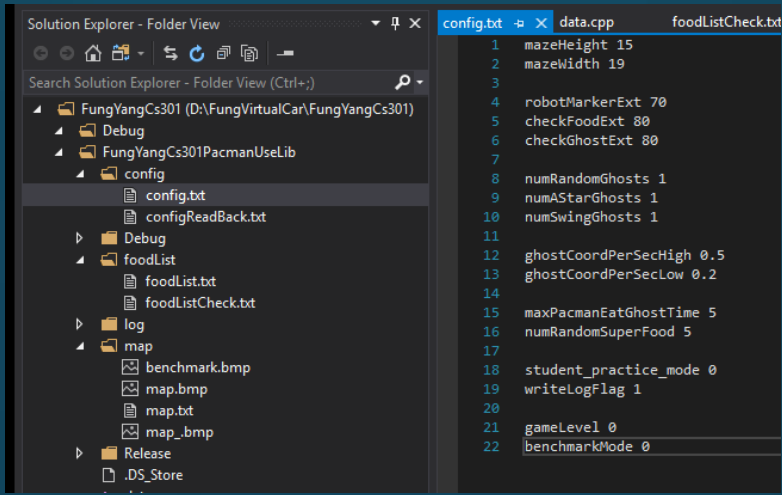 Solution Explorer - Folder View
Search Solution Explorer - Folder View (Ctrl+;)
FungYangCs301 (D:\FungVirtualCar\FungYangCs301)
Debug
FungYangCs301PacmanUseLib
config
config.txt
configReadBack.txt
Debug
foodList
foodList.txt
foodListCheck.txt
log
map
benchmark.bmp
map.bmp
map.txt
map_.bmp
Release
.DS_Store
config.txt data.cpp foodListCheck.txt
1 mazeHeight 15
2 mazeWidth 19
3
4 robotMarkerExt 70
5 checkFoodExt 80
6 checkGhostExt 80
7
8 numRandomGhosts 1
9 numAStarGhosts 1
10 numSwingGhosts 1
11
12 ghostCoordPerSecHigh 0.5
13 ghostCoordPerSecLow 0.2
14
15 maxPacmanEatGhostTime 5
16 numRandomSuperFood 5
17
18 student_practice_mode 0
19 writeLogFlag 1
20
21 gameLevel 0
22 benchmarkMode 0